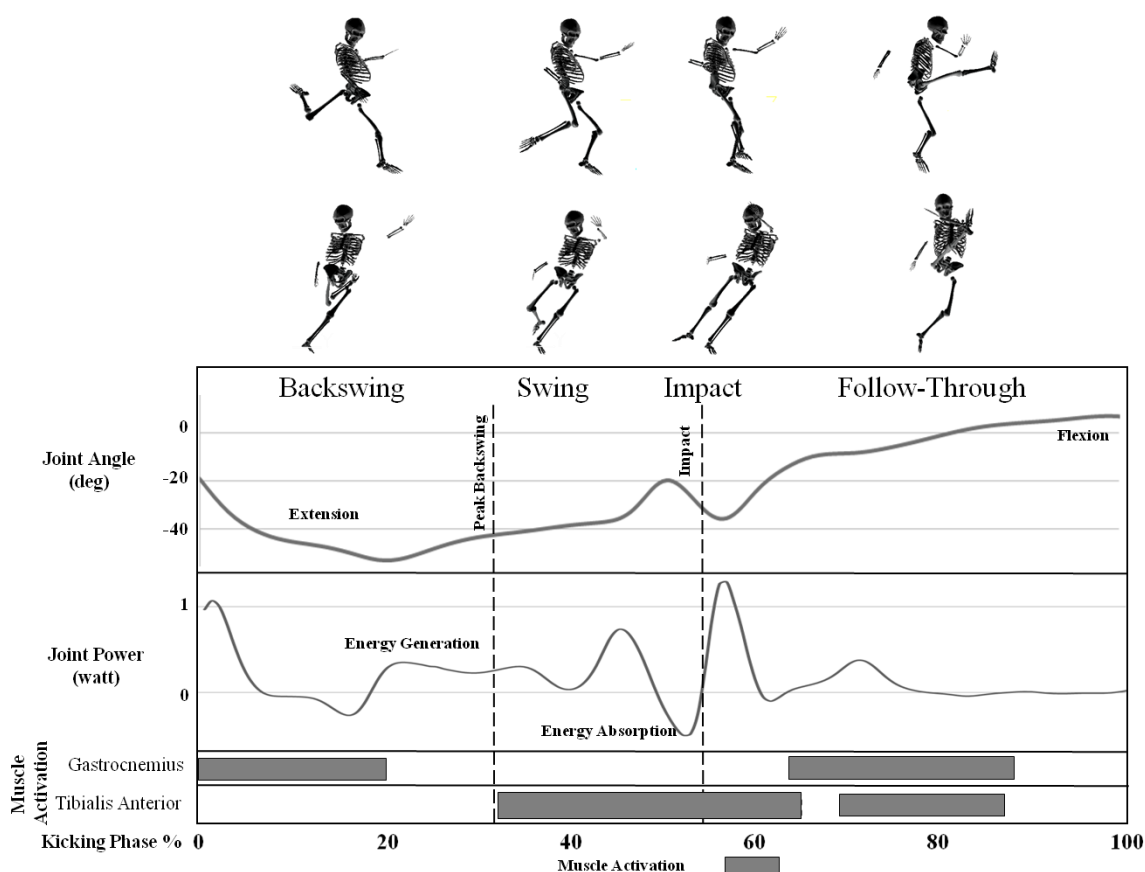 Backswing Swing Impact Follow-Through
0
Joint Angle
(deg)
-20
-40
Extension
Peak Backswing
Impact
Flexion
1
Joint Power
(watt)
0
Energy Generation
Energy Absorption
Muscle
Activation
Gastrocnemius
Tibialis Anterior
Kicking Phase % 0 20 40 60 80 100
Muscle Activation